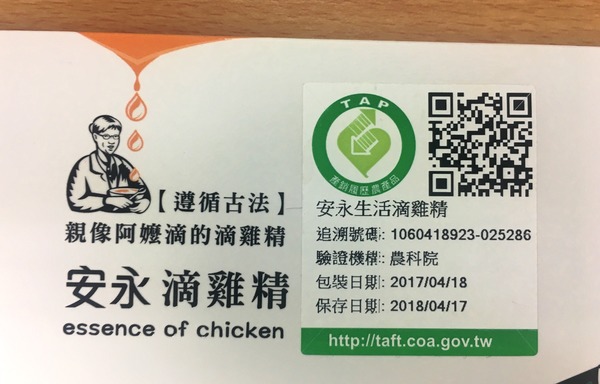 【遵循古法】
親像阿嬤滴的滴雞精
安永滴雞精
essence of chicken
TAP
產銷履歷農產品
安永生活滴雞精
追溯號碼: 1060418923-025286
驗證機構: 農科院
包裝日期: 2017/04/18
保存日期: 2018/04/17
http://taft.coa.gov.tw